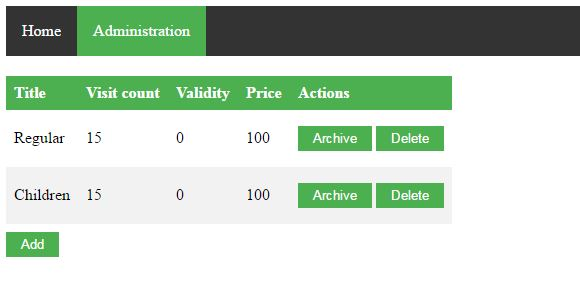 Home Administration
Title Visit count Validity Price Actions
Regular 15 0 100 Archive Delete
Children 15 0 100 Archive Delete
Add